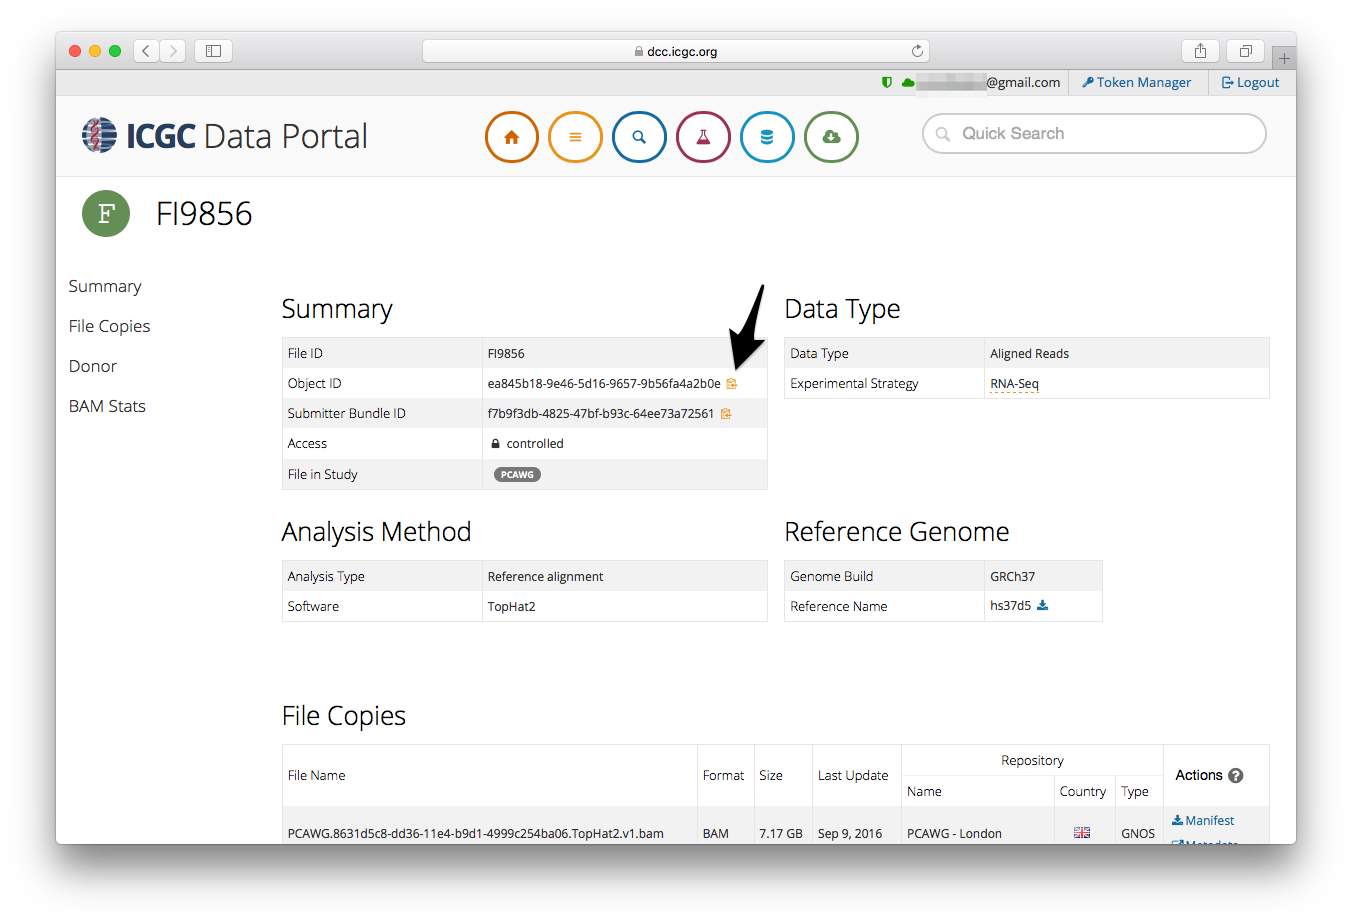 dcc.icgc.org
@gmail.com Token Manager Logout
ICGC Data Portal Quick Search
F FI9856
Summary
File Copies
Donor
BAM Stats
Summary
File ID FI9856
Object ID ea845b18-9e46-5d16-9657-9b56fa4a2b0e
Submitter Bundle ID f7b9f3db-4825-47bf-b93c-64ee73a72561
Access controlled
File in Study PCAWG
Data Type
Data Type Aligned Reads
Experimental Strategy RNA-Seq
Analysis Method
Analysis Type Reference alignment
Software TopHat2
Reference Genome
Genome Build GRCh37
Reference Name hs37d5
File Copies
Repository
File Name Format Size Last Update Actions ?
Name Country Type
PCAWG.8631d5c8-dd36-11e4-b9d1-4999c254ba06.TopHat2.v1.bam BAM 7.17 GB Sep 9, 2016 PCAWG - London GNOS
Manifest